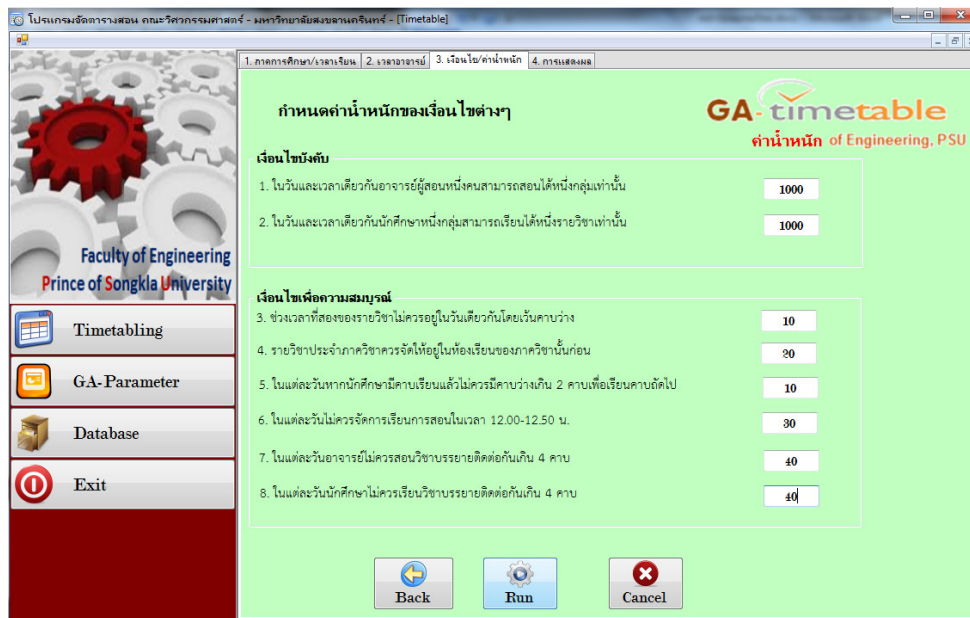 โปรแกรมจัดตารางสอน คณะวิศวกรรมศาสตร์ - มหาวิทยาลัยสงขลานครินทร์ - [Timetable]
1. ภาคการศึกษา/เวลาเรียน 2. เวลาอาจารย์ 3. เงื่อนไข/ค่าน้ำหนัก 4. การแสดงผล
กำหนดค่าน้ำหนักของเงื่อนไขต่างๆ
GA-timetable
ค่าน้ำหนัก of Engineering, PSU
เงื่อนไขบังคับ
1. ในวันและเวลาเดียวกันอาจารย์ผู้สอนหนึ่งคนสามารถสอนได้หนึ่งกลุ่มเท่านั้น 1000
2. ในวันและเวลาเดียวกันนักศึกษาหนึ่งกลุ่มสามารถเรียนได้หนึ่งรายวิชาเท่านั้น 1000
เงื่อนไขเพื่อความสมบูรณ์
3. ช่วงเวลาที่สองของรายวิชาไม่ควรอยู่ในวันเดียวกันโดยเว้นคาบว่าง 10
4. รายวิชาประจำภาควิชาควรจัดให้อยู่ในห้องเรียนของภาควิชานั้นก่อน 20
5. ในแต่ละวันหากนักศึกษามีคาบเรียนแล้วไม่ควรมีคาบว่างเกิน 2 คาบเพื่อเรียนคาบถัดไป 10
6. ในแต่ละวันไม่ควรจัดการเรียนการสอนในเวลา 12.00-12.50 น. 30
7. ในแต่ละวันอาจารย์ไม่ควรสอนวิชาบรรยายติดต่อกันเกิน 4 คาบ 40
8. ในแต่ละวันนักศึกษาไม่ควรเรียนวิชาบรรยายติดต่อกันเกิน 4 คาบ 40
Back Run Cancel
Faculty of Engineering
Prince of Songkla University
Timetabling
GA-Parameter
Database
Exit